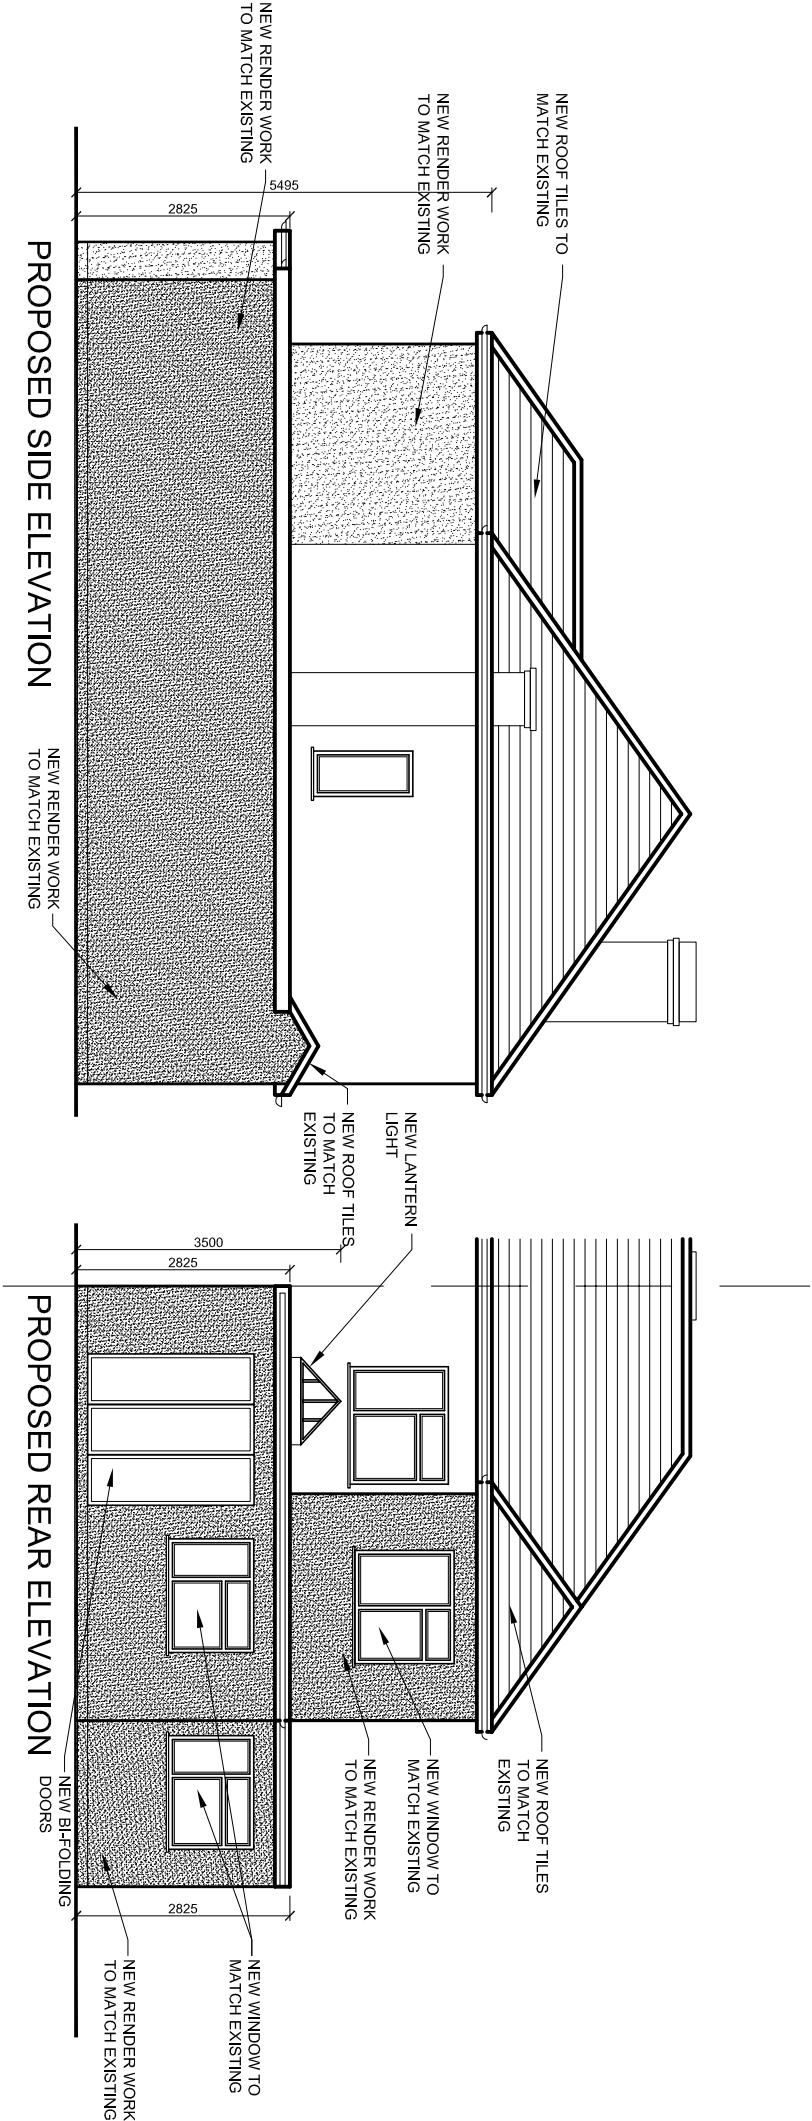 NEW RENDER WORK
TO MATCH EXISTING
NEW RENDER WORK
TO MATCH EXISTING
NEW ROOF TILES TO
MATCH EXISTING
5495
2825
PROPOSED SIDE ELEVATION
NEW RENDER WORK
TO MATCH EXISTING
NEW ROOF TILES
TO MATCH
EXISTING
NEW LANTERN
LIGHT
3500
2825
PROPOSED REAR ELEVATION
NEW BI-FOLDING
DOORS
NEW ROOF TILES
TO MATCH
EXISTING
NEW WINDOW TO
MATCH EXISTING
NEW RENDER WORK
TO MATCH EXISTING
2825
NEW WINDOW TO
MATCH EXISTING
NEW RENDER WORK
TO MATCH EXISTING